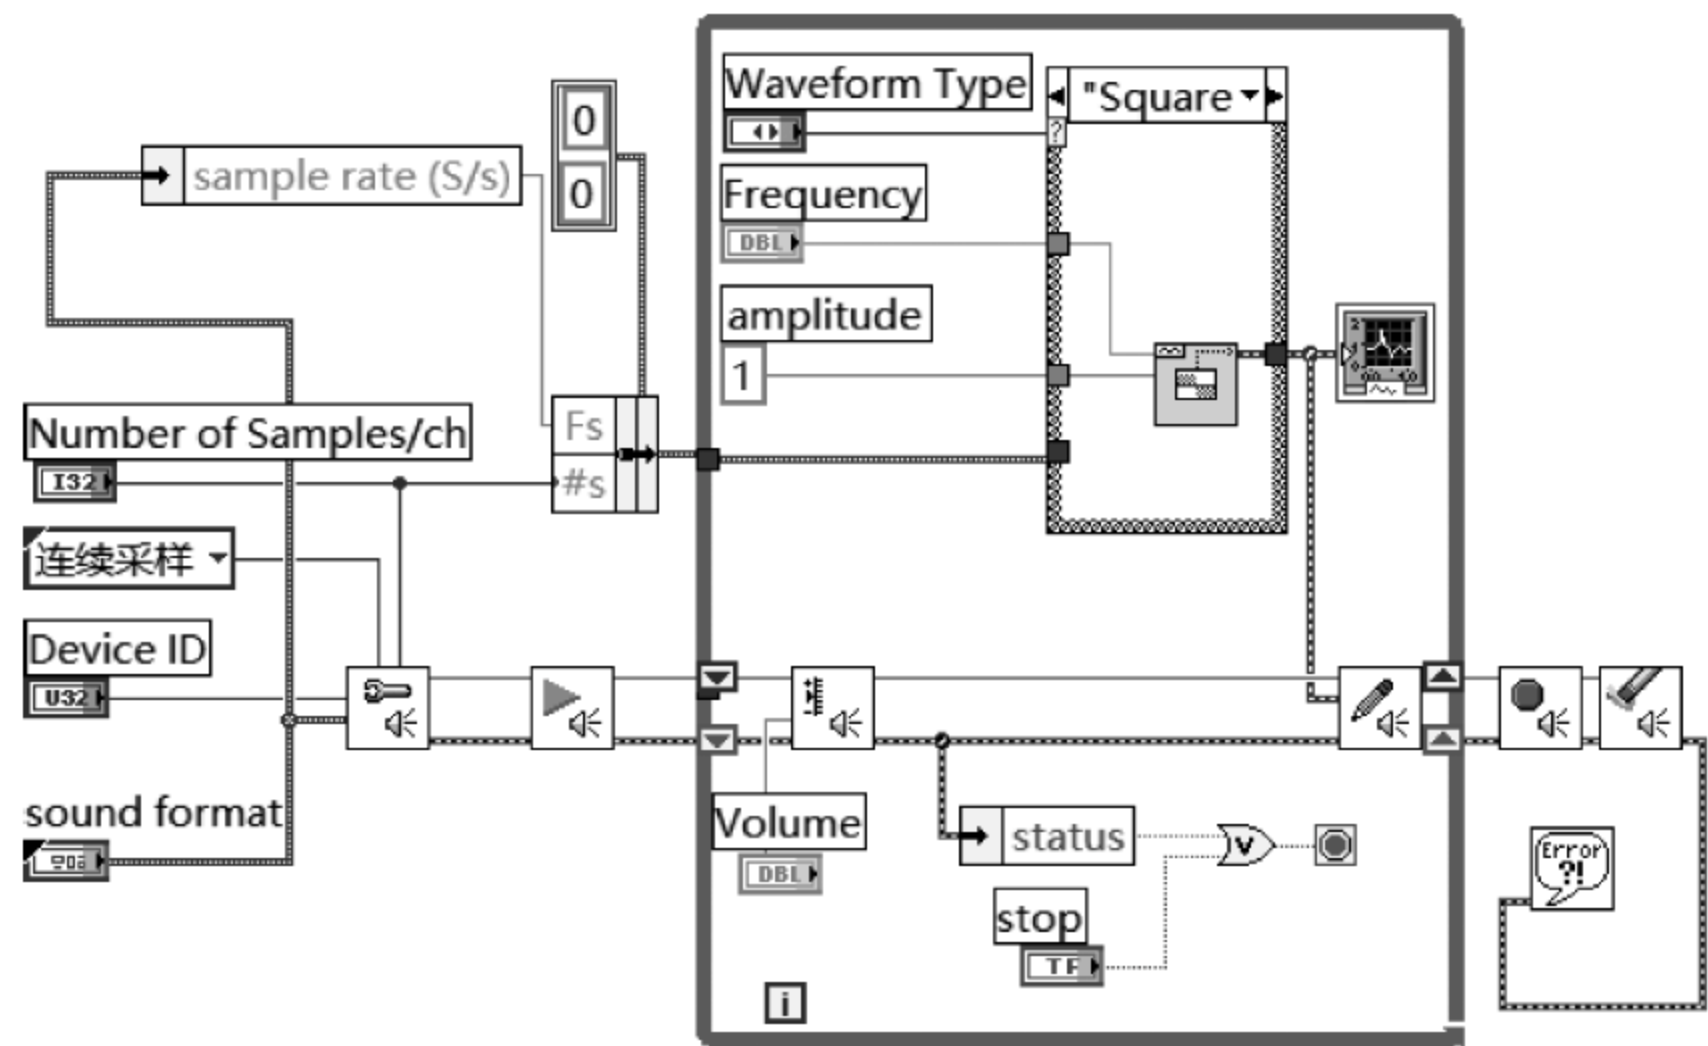 Waveform Type
"Square
0
sample rate (S/s)
0
Frequency
DBL
amplitude
1
Fs
Number of Samples/ch
I32
#s
连续采样
Device ID
U32
sound format
Volume
DBL
status
V
stop
TF
i
Error
?!
?